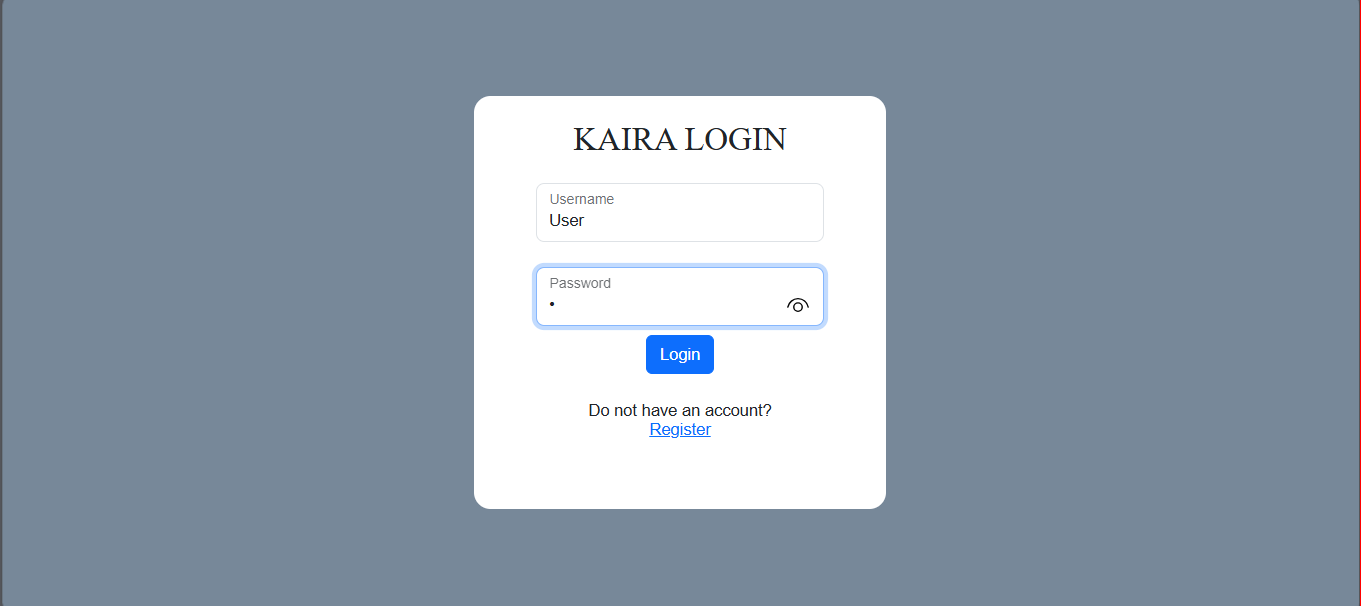 KAIRA LOGIN
Username
User
Password
•
Login
Do not have an account?
Register